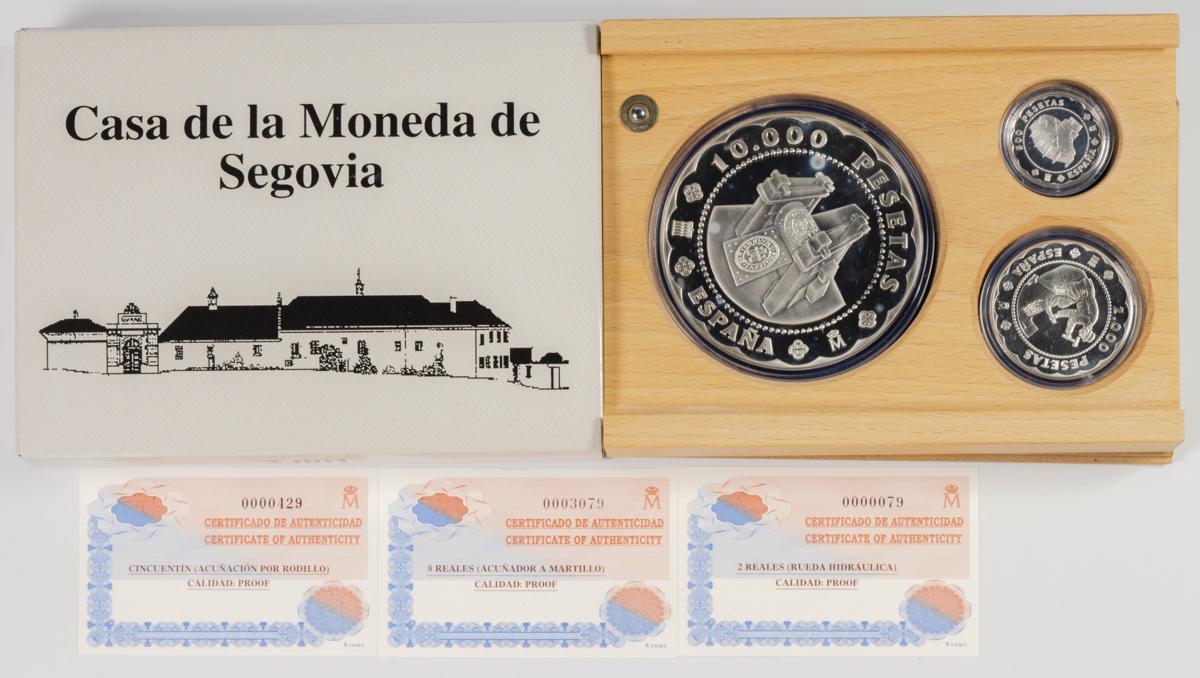 Casa de la Moneda de
Segovia
10.000 PESETAS
ESPAÑA
M
500 PESETAS
ESPAÑA
ESPAÑA
PESETAS
0000429
M
CERTIFICADO DE AUTENTICIDAD
CERTIFICATE OF AUTHENTICITY
CINCUENTÍN (ACUÑACIÓN POR RODILLO)
CALIDAD: PROOF
0003079
M
CERTIFICADO DE AUTENTICIDAD
CERTIFICATE OF AUTHENTICITY
8 REALES (ACUÑADOR A MARTILLO)
CALIDAD: PROOF
0000079
M
CERTIFICADO DE AUTENTICIDAD
CERTIFICATE OF AUTHENTICITY
2 REALES (RUEDA HIDRÁULICA)
CALIDAD: PROOF